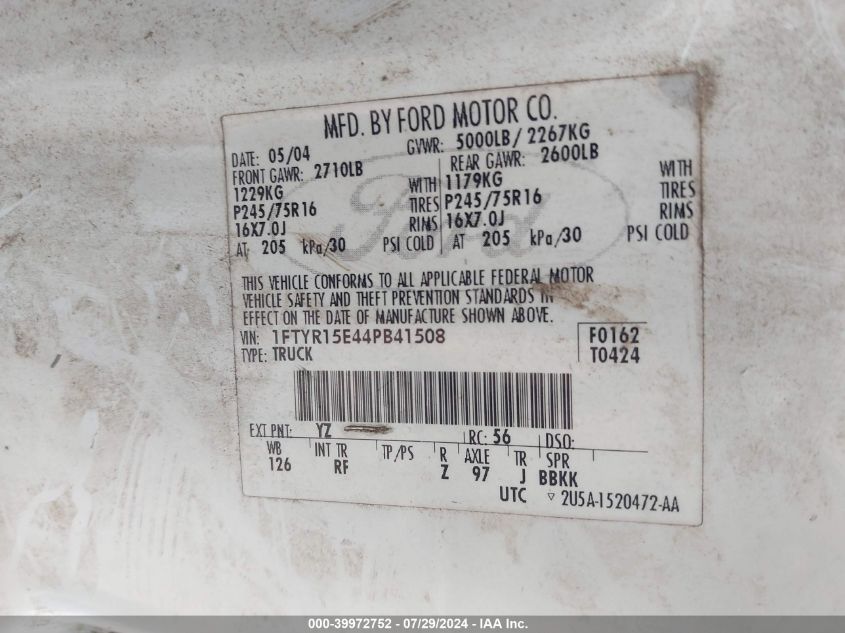 MFD. BY FORD MOTOR CO.
DATE: 05/04 GVWR: 5000LB/ 2267KG
FRONT GAWR: 2710LB REAR GAWR: 2600LB
1229KG WITH 1179KG WITH
P245/75R16 TIRES P245/75R16 TIRES
16X7.0J RIMS 16X7.0J RIMS
AT 205 kPa/30 PSI COLD AT 205 kPa/30 PSI COLD
Ford
THIS VEHICLE CONFORMS TO ALL APPLICABLE FEDERAL MOTOR
VEHICLE SAFETY AND THEFT PREVENTION STANDARDS IN
EFFECT ON THE DATE OF MANUFACTURE SHOWN ABOVE.
VIN: 1FTYR15E44PB41508 F0162
TYPE: TRUCK T0424
EXT PNT: YZ RC: 56 DSO:
WB INT TR TP/PS R AXLE TR SPR
126 RF Z 97 J BBKK
UTC ▽ 2U5A-1520472-AA
000-39972752 - 07/29/2024 - IAA Inc.